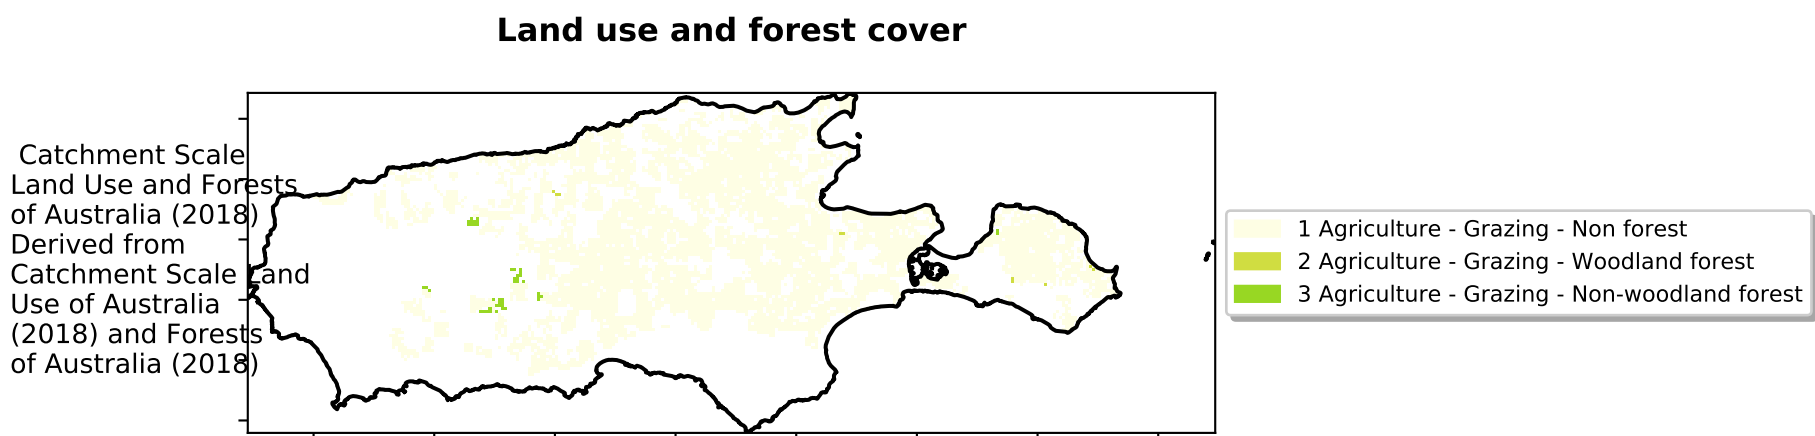 Land use and forest cover
Catchment Scale
Land Use and Forests
of Australia (2018)
Derived from
Catchment Scale Land
Use of Australia
(2018) and Forests
of Australia (2018)
1 Agriculture - Grazing - Non forest
2 Agriculture - Grazing - Woodland forest
3 Agriculture - Grazing - Non-woodland forest